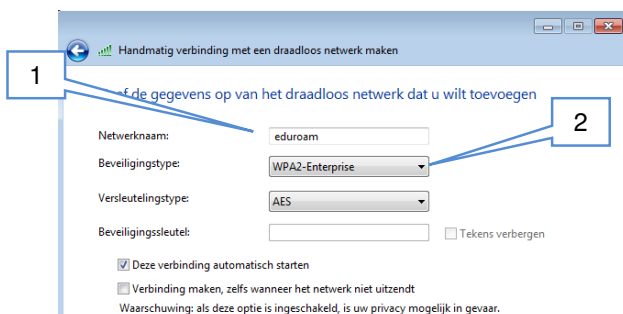 Handmatig verbinding met een draadloos netwerk maken
1
ef de gegevens op van het draadloos netwerk dat u wilt toevoegen
2
Netwerknaam: eduroam
Beveiligingstype: WPA2-Enterprise
Versleutelingstype: AES
Beveiligingssleutel: Tekens verbergen
Deze verbinding automatisch starten
Verbinding maken, zelfs wanneer het netwerk niet uitzendt
Waarschuwing: als deze optie is ingeschakeld, is uw privacy mogelijk in gevaar.